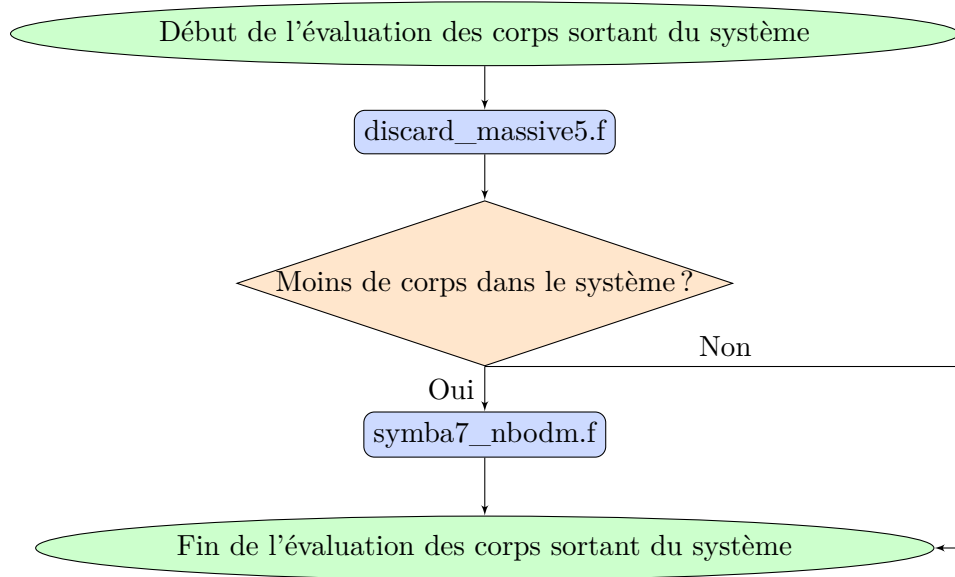 Début de l'évaluation des corps sortant du système
discard_massive5.f
Moins de corps dans le système ?
Non
Oui
symba7_nbodm.f
Fin de l'évaluation des corps sortant du système